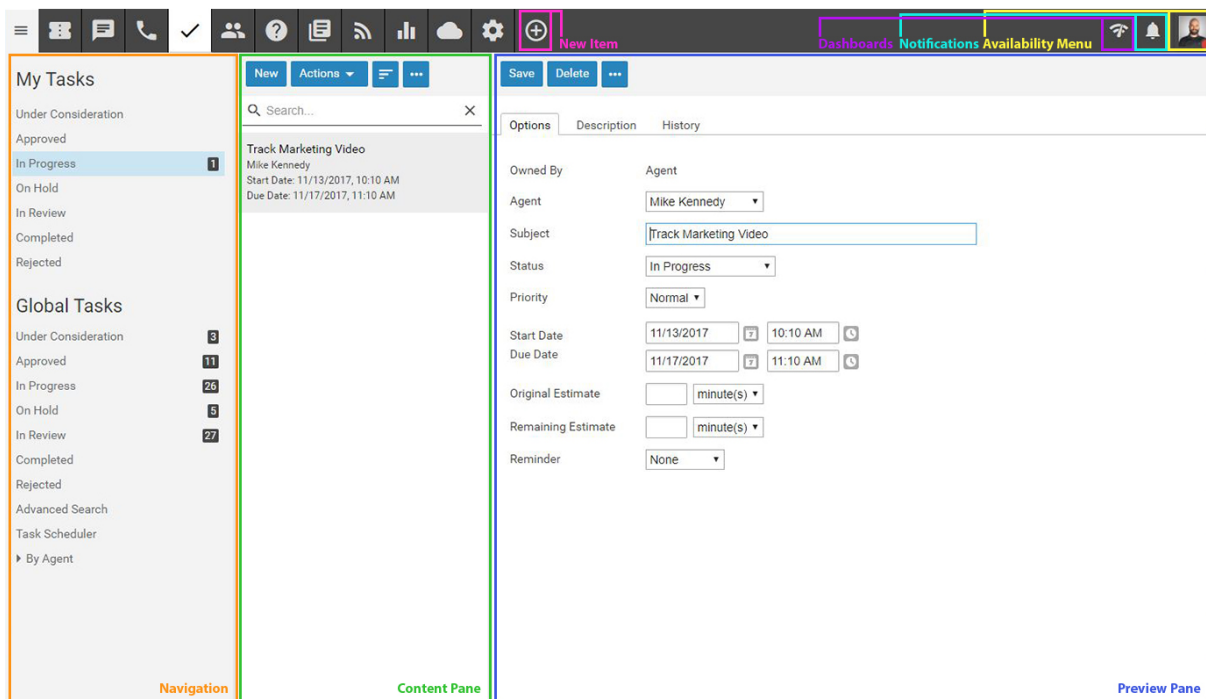 New Item
Dashboards Notifications Availability Menu
My Tasks
Under Consideration
Approved
In Progress 1
On Hold
In Review
Completed
Rejected
Global Tasks
Under Consideration 3
Approved 11
In Progress 26
On Hold 5
In Review 27
Completed
Rejected
Advanced Search
Task Scheduler
By Agent
Navigation
New Actions
Search...
Track Marketing Video
Mike Kennedy
Start Date: 11/13/2017, 10:10 AM
Due Date: 11/17/2017, 11:10 AM
Content Pane
Save Delete
Options Description History
Owned By Agent
Agent Mike Kennedy
Subject Track Marketing Video
Status In Progress
Priority Normal
Start Date 11/13/2017 7 10:10 AM
Due Date 11/17/2017 7 11:10 AM
Original Estimate minute(s)
Remaining Estimate minute(s)
Reminder None
Preview Pane